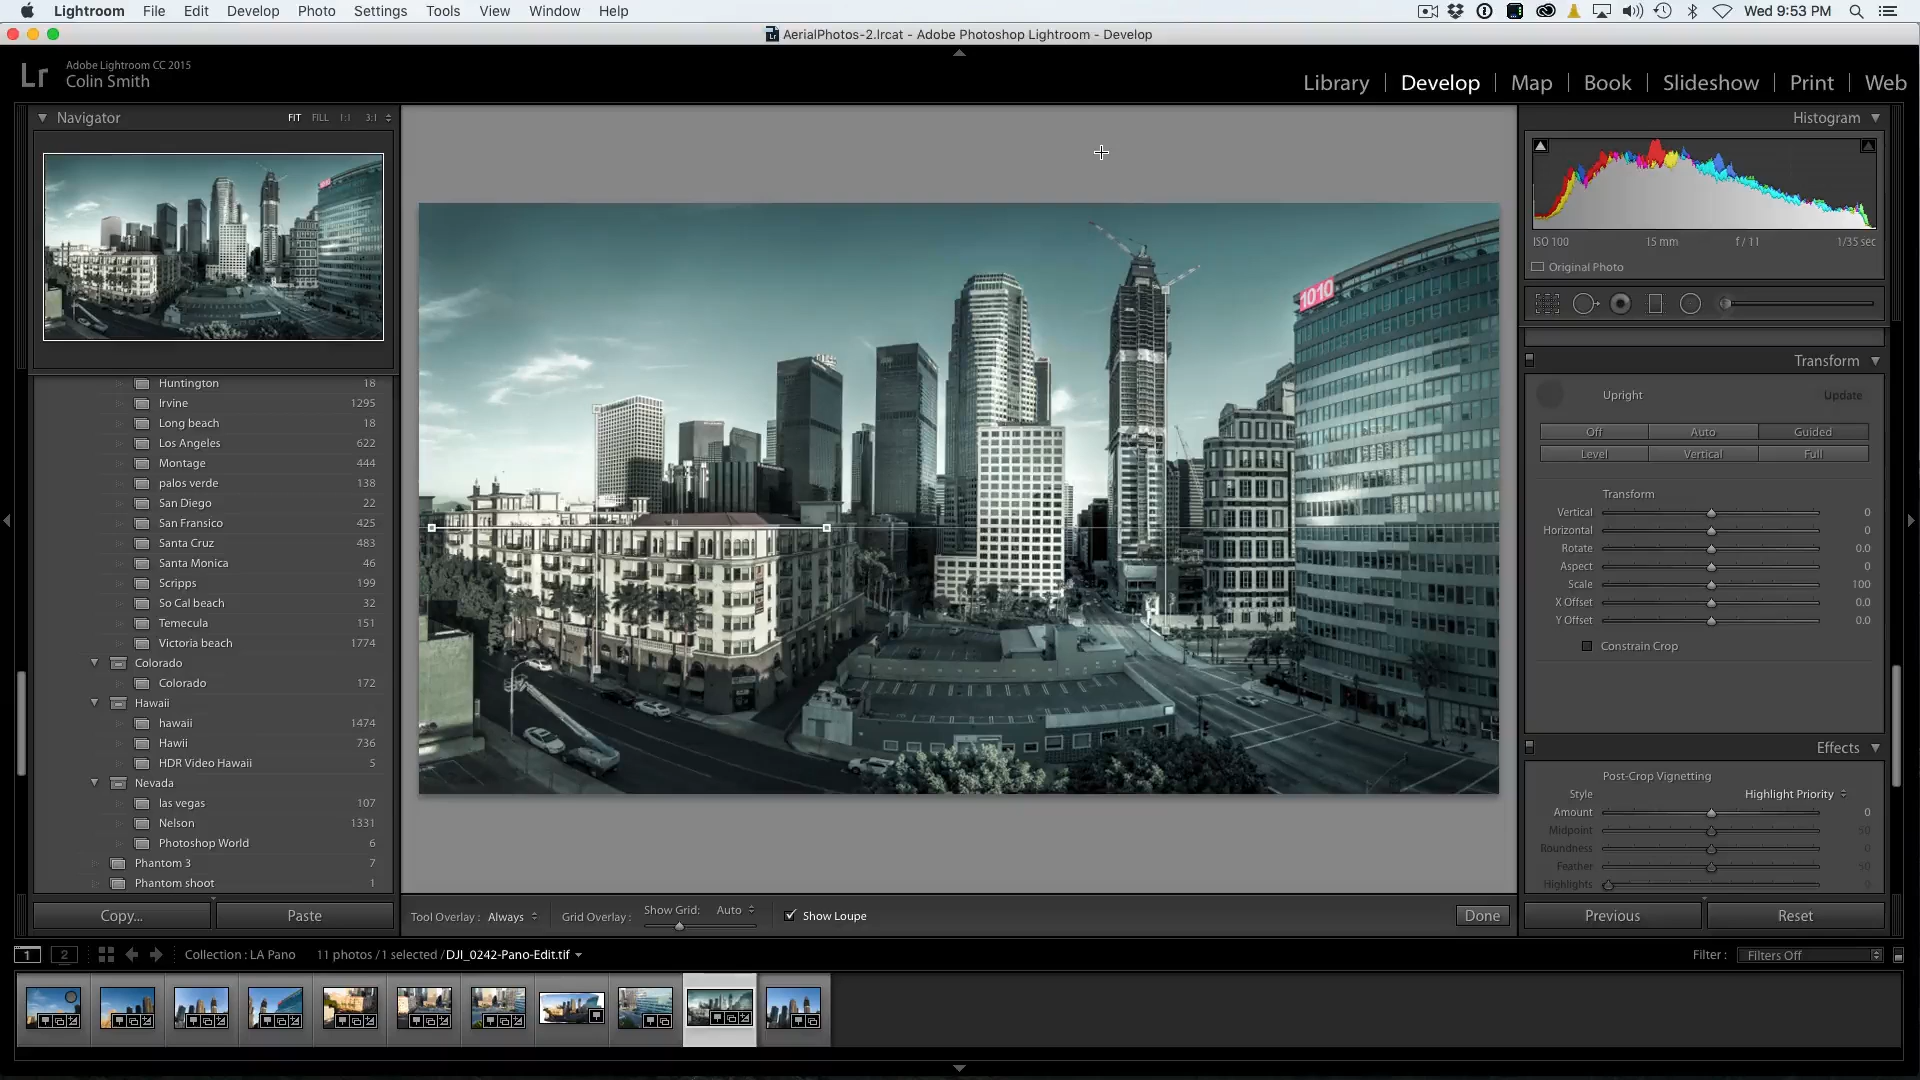 Lightroom File Edit Develop Photo Settings Tools View Window Help
Wed 9:53 PM
AerialPhotos-2.lrcat - Adobe Photoshop Lightroom - Develop
Lr
Adobe Lightroom CC 2015
Colin Smith
Library | Develop | Map | Book | Slideshow | Print | Web
Navigator FIT FILL 1:1 3:1
Huntington 18
Irvine 1295
Long beach 18
Los Angeles 622
Montage 444
palos verde 138
San Diego 22
San Fransico 425
Santa Cruz 483
Santa Monica 46
Scripps 199
So Cal beach 32
Temecula 151
Victoria beach 1774
Colorado
Colorado 172
Hawaii
hawaii 1474
Hawii 736
HDR Video Hawaii 5
Nevada
las vegas 107
Nelson 1331
Photoshop World 6
Phantom 3 7
Phantom shoot 1
Copy... Paste
1010
Tool Overlay : Always Grid Overlay : Show Grid: Auto Show Loupe Done
Histogram
ISO 100 15 mm f / 11 1/35 sec
Original Photo
Transform
Upright Update
Off Auto Guided
Level Vertical Full
Transform
Vertical 0
Horizontal 0
Rotate 0.0
Aspect 0
Scale 100
X Offset 0.0
Y Offset 0.0
Constrain Crop
Effects
Post-Crop Vignetting
Style Highlight Priority
Amount 0
Midpoint 50
Roundness 0
Feather 50
Highlights 0
Previous Reset
1 2 Collection : LA Pano 11 photos / 1 selected / DJI_0242-Pano-Edit.tif
Filter : Filters Off